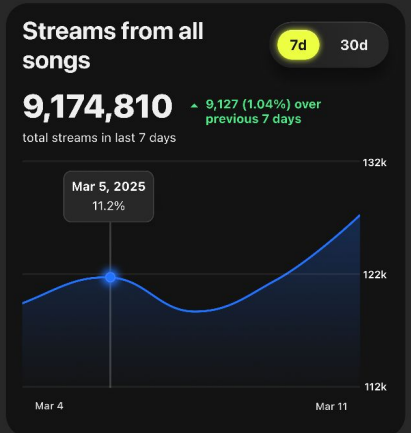 Streams from all
songs
7d
30d
9,174,810
9,127 (1.04%) over
previous 7 days
total streams in last 7 days
132k
Mar 5, 2025
11.2%
122k
112k
Mar 4
Mar 11